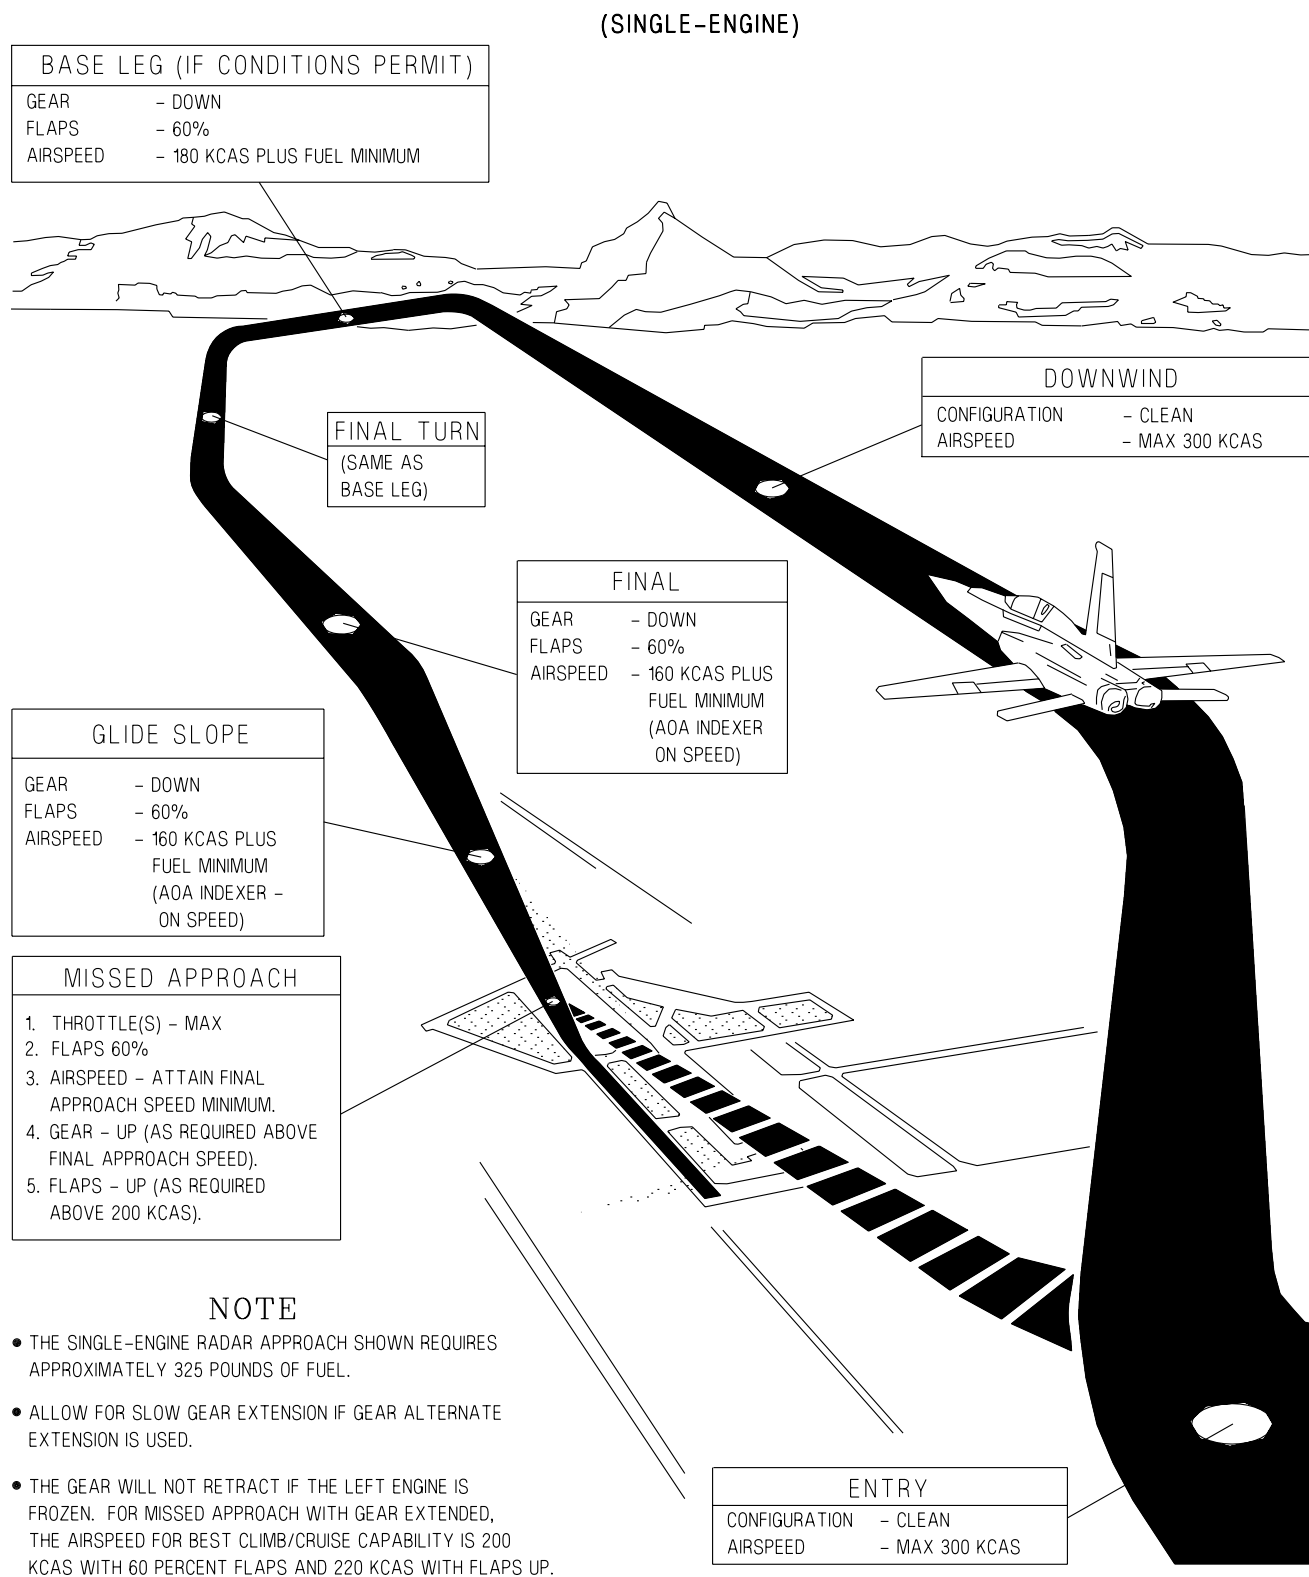 (SINGLE-ENGINE)
BASE LEG (IF CONDITIONS PERMIT)
GEAR - DOWN
FLAPS - 60%
AIRSPEED - 180 KCAS PLUS FUEL MINIMUM
DOWNWIND
CONFIGURATION - CLEAN
AIRSPEED - MAX 300 KCAS
FINAL TURN
(SAME AS
BASE LEG)
FINAL
GEAR - DOWN
FLAPS - 60%
AIRSPEED - 160 KCAS PLUS
FUEL MINIMUM
(AOA INDEXER
ON SPEED)
GLIDE SLOPE
GEAR - DOWN
FLAPS - 60%
AIRSPEED - 160 KCAS PLUS
FUEL MINIMUM
(AOA INDEXER -
ON SPEED)
MISSED APPROACH
1. THROTTLE(S) - MAX
2. FLAPS 60%
3. AIRSPEED - ATTAIN FINAL
APPROACH SPEED MINIMUM.
4. GEAR - UP (AS REQUIRED ABOVE
FINAL APPROACH SPEED).
5. FLAPS - UP (AS REQUIRED
ABOVE 200 KCAS).
NOTE
• THE SINGLE-ENGINE RADAR APPROACH SHOWN REQUIRES
APPROXIMATELY 325 POUNDS OF FUEL.
• ALLOW FOR SLOW GEAR EXTENSION IF GEAR ALTERNATE
EXTENSION IS USED.
• THE GEAR WILL NOT RETRACT IF THE LEFT ENGINE IS
FROZEN. FOR MISSED APPROACH WITH GEAR EXTENDED,
THE AIRSPEED FOR BEST CLIMB/CRUISE CAPABILITY IS 200
KCAS WITH 60 PERCENT FLAPS AND 220 KCAS WITH FLAPS UP.
ENTRY
CONFIGURATION - CLEAN
AIRSPEED - MAX 300 KCAS